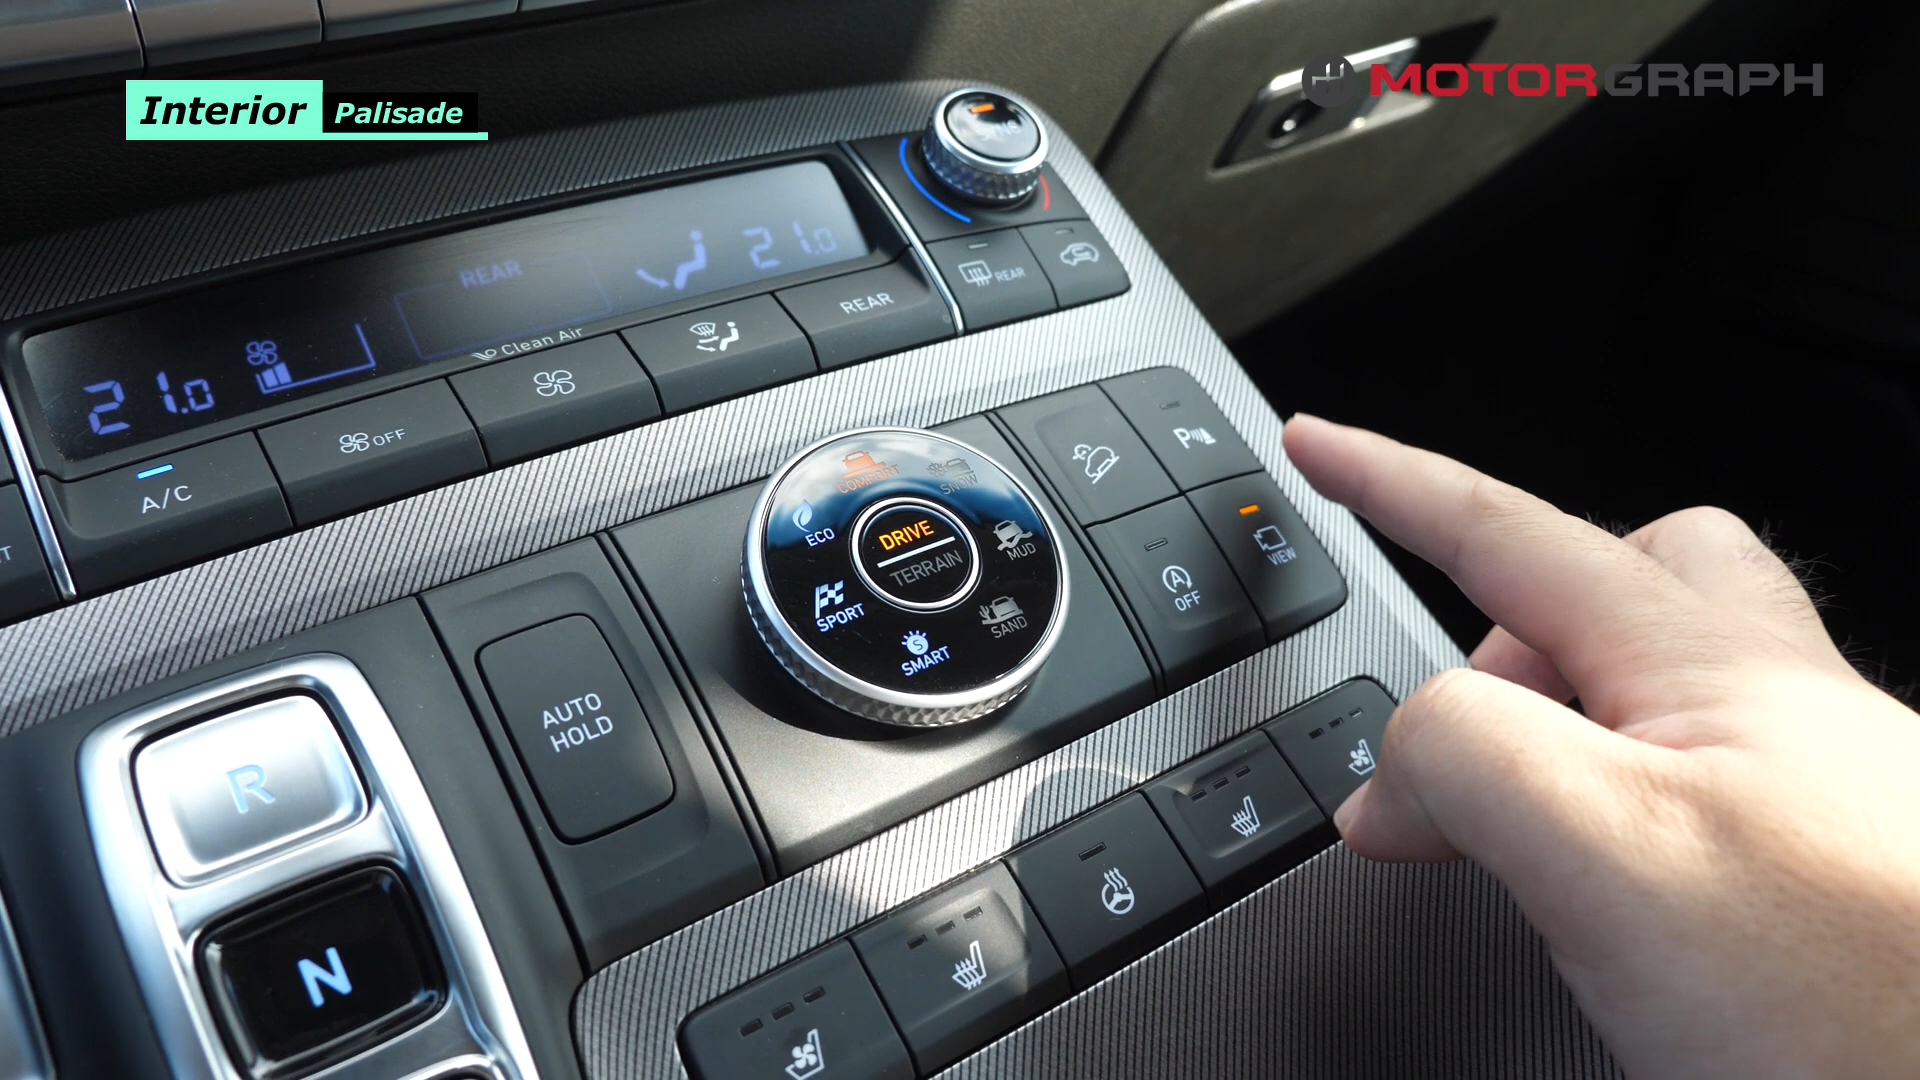 Interior Palisade
MOTORGRAPH
SYNC
REAR
21.0
21.0
Clean Air
REAR
REAR
OFF
A/C
COMFORT
SNOW
ECO
DRIVE
TERRAIN
MUD
SPORT
SAND
SMART
P
A
OFF
VIEW
AUTO
HOLD
R
N